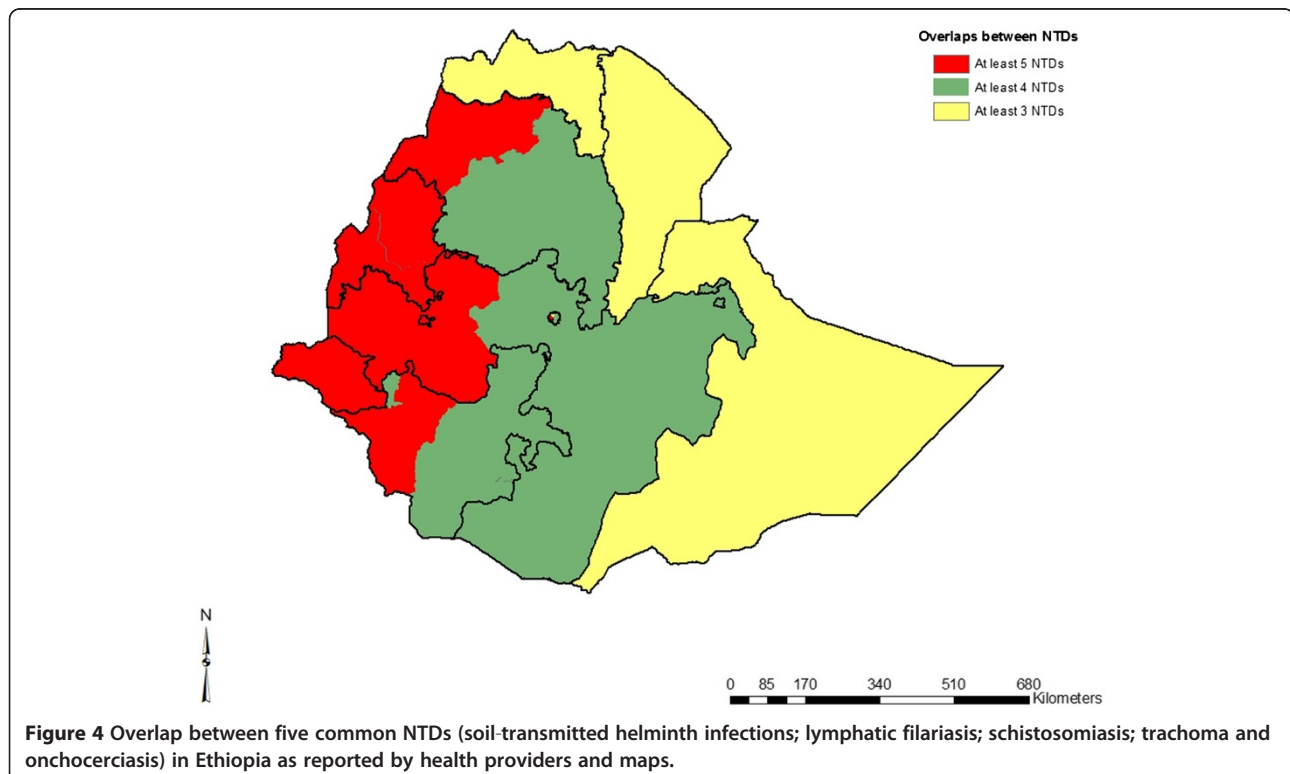 Overlaps between NTDs
At least 5 NTDs
At least 4 NTDs
At least 3 NTDs
N
0 85 170 340 510 680
Kilometers
Figure 4 Overlap between five common NTDs (soil-transmitted helminth infections; lymphatic filariasis; schistosomiasis; trachoma and
onchocerciasis) in Ethiopia as reported by health providers and maps.